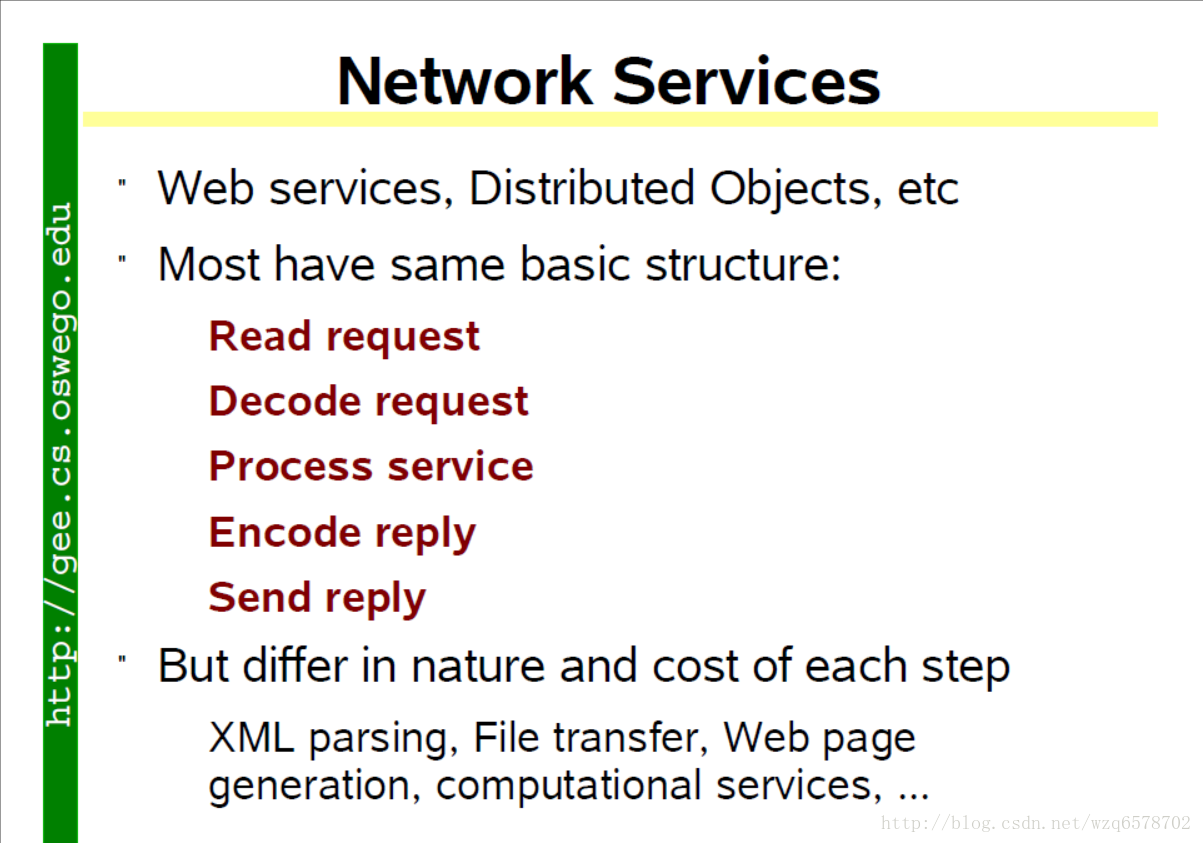 Network Services
http://gee.cs.oswego.edu
" Web services, Distributed Objects, etc
" Most have same basic structure:
Read request
Decode request
Process service
Encode reply
Send reply
" But differ in nature and cost of each step
XML parsing, File transfer, Web page
generation, computational services, ...
http://blog.csdn.net/wzq6578702